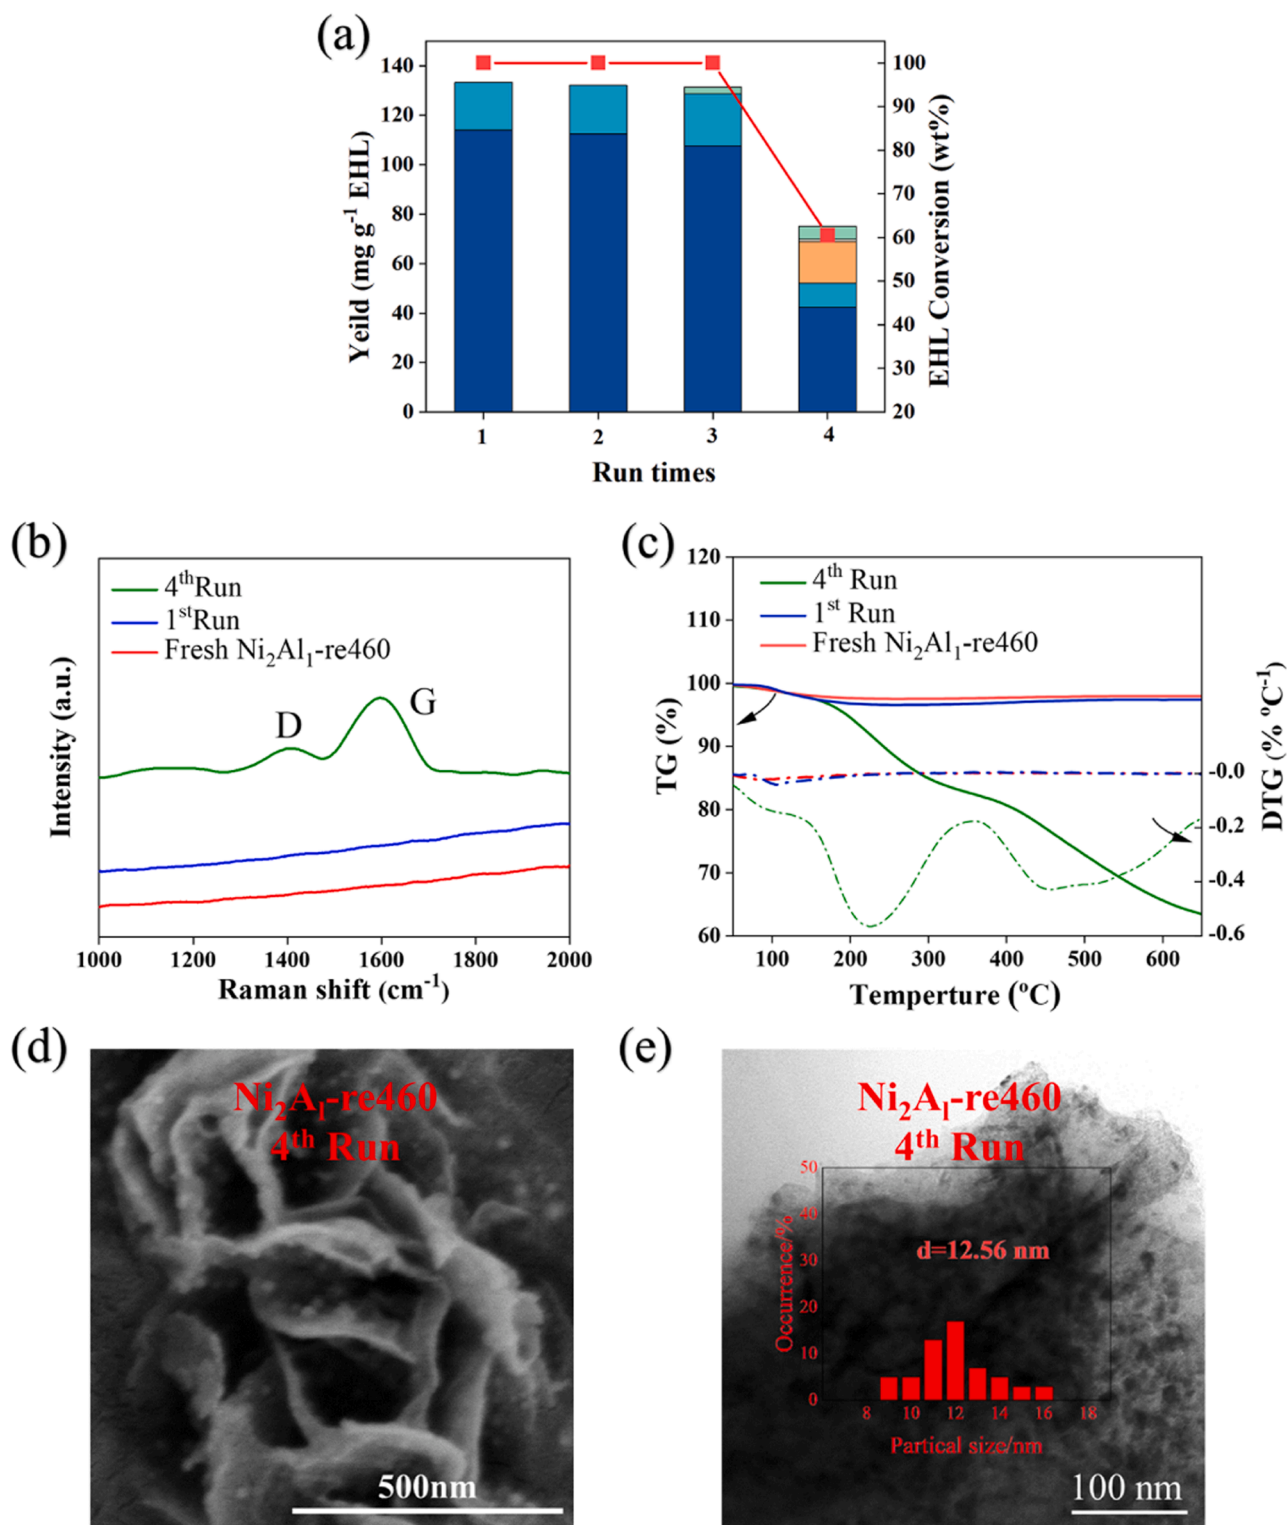 (a)
140
120
100
80
60
40
20
0
Yeild (mg g⁻¹ EHL)
100
90
80
70
60
50
40
30
20
EHL Conversion (wt%)
1 2 3 4
Run times
(b)
4ᵗʰRun
1ˢᵗRun
Fresh Ni₂Al₁-re460
D
G
Intensity (a.u.)
1000 1200 1400 1600 1800 2000
Raman shift (cm⁻¹)
(c)
120
110
100
90
80
70
60
TG (%)
4ᵗʰ Run
1ˢᵗ Run
Fresh Ni₂Al₁-re460
-0.0
-0.2
-0.4
-0.6
DTG (% ºC⁻¹)
100 200 300 400 500 600
Temperture (ºC)
(d)
Ni₂Aₗ-re460
4ᵗʰ Run
500nm
(e)
Ni₂Aₗ-re460
4ᵗʰ Run
50
40
30
20
10
0
Occurrence/%
d=12.56 nm
8 10 12 14 16 18
Partical size/nm
100 nm